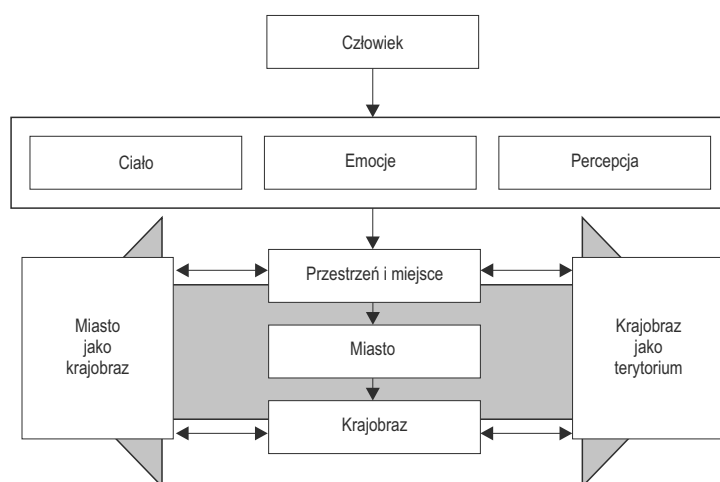 Człowiek
Ciało
Emocje
Percepcja
Przestrzeń i miejsce
Miasto
jako
krajobraz
Miasto
Krajobraz
jako
terytorium
Krajobraz